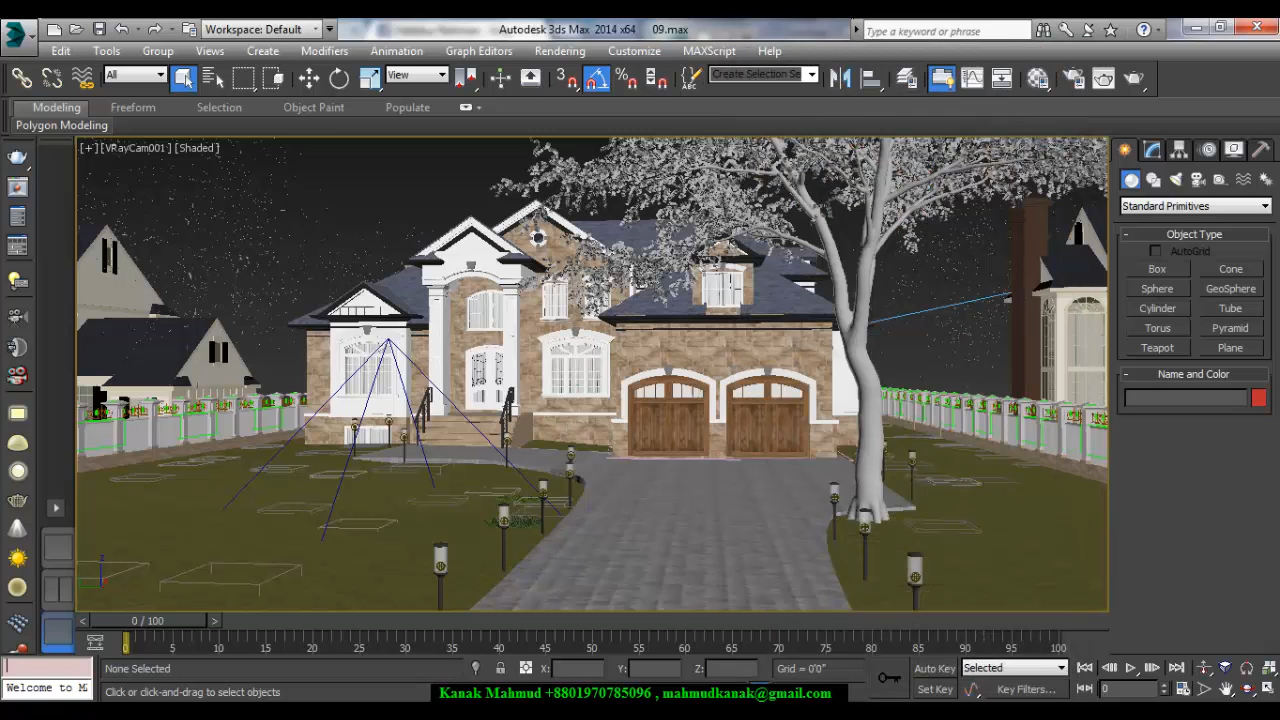 Workspace: Default
Autodesk 3ds Max 2014 x64 09.max
Type a keyword or phrase
Edit Tools Group Views Create Modifiers Animation Graph Editors Rendering Customize MAXScript Help
All
View
3
Create Selection Se
Modeling Freeform Selection Object Paint Populate
Polygon Modeling
[+] [VRayCam001] [Shaded]
Standard Primitives
- Object Type
AutoGrid
Box Cone
Sphere GeoSphere
Cylinder Tube
Torus Pyramid
Teapot Plane
- Name and Color
z
< 0 / 100 >
0 5 10 15 20 25 30 35 40 45 50 55 60 65 70 75 80 85 90 95 100
None Selected X: Y: Z: Grid = 0'0" Auto Key Selected
Welcome to M
Click or click-and-drag to select objects
Set Key Key Filters... 0
Kanak Mahmud +8801970785096 , mahmudkanak@gmail.com